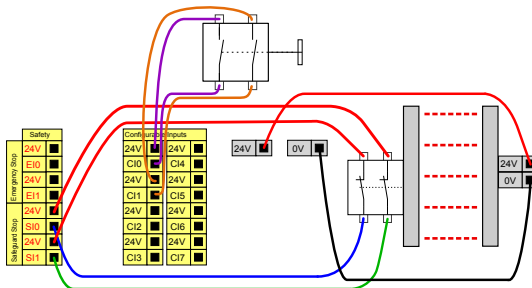 Safety
Emergency Stop
24V
EI0
24V
EI1
Safeguard Stop
24V
SI0
24V
SI1
Configurable Inputs
24V
CI0
24V
CI1
24V
CI2
24V
CI3
24V
CI4
24V
CI5
24V
CI6
24V
CI7
24V
0V
24V
0V